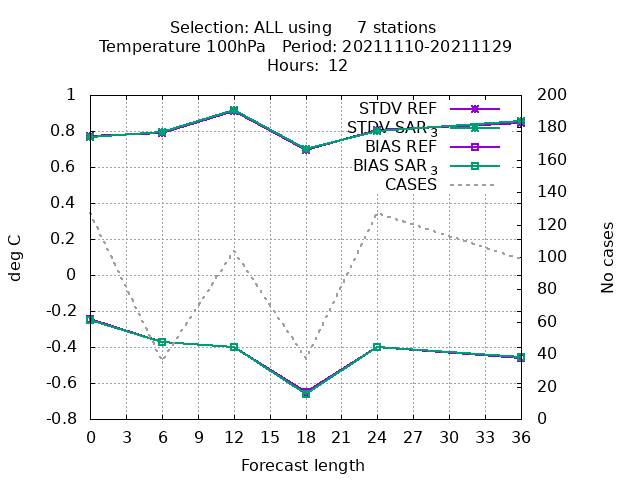 Selection: ALL using 7 stations
Temperature 100hPa Period: 20211110-20211129
Hours: 12
1
0.8
0.6
0.4
0.2
0
-0.2
-0.4
-0.6
-0.8
deg C
STDV REF
STDV SAR 3
BIAS REF
BIAS SAR 3
CASES
200
180
160
140
120
100
80
60
40
20
0
No cases
0 3 6 9 12 15 18 21 24 27 30 33 36
Forecast length